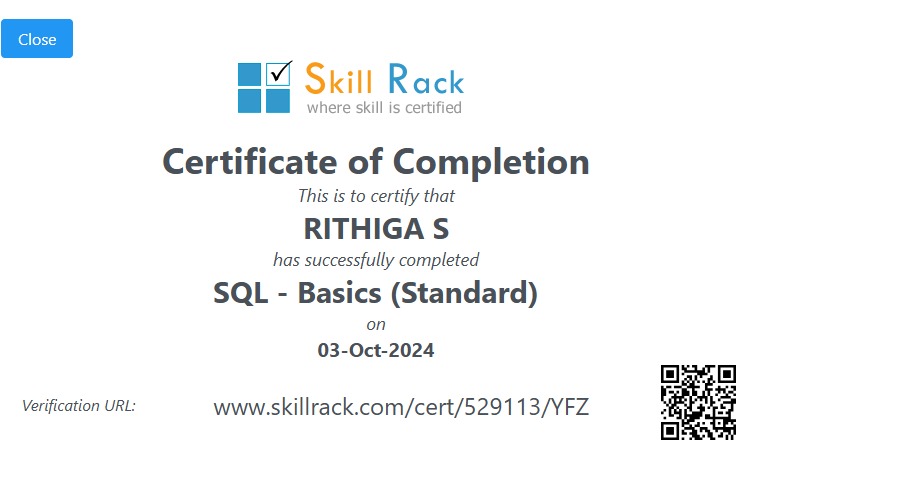 Close
Skill Rack
where skill is certified
Certificate of Completion
This is to certify that
RITHIGA S
has successfully completed
SQL - Basics (Standard)
on
03-Oct-2024
Verification URL: www.skillrack.com/cert/529113/YFZ